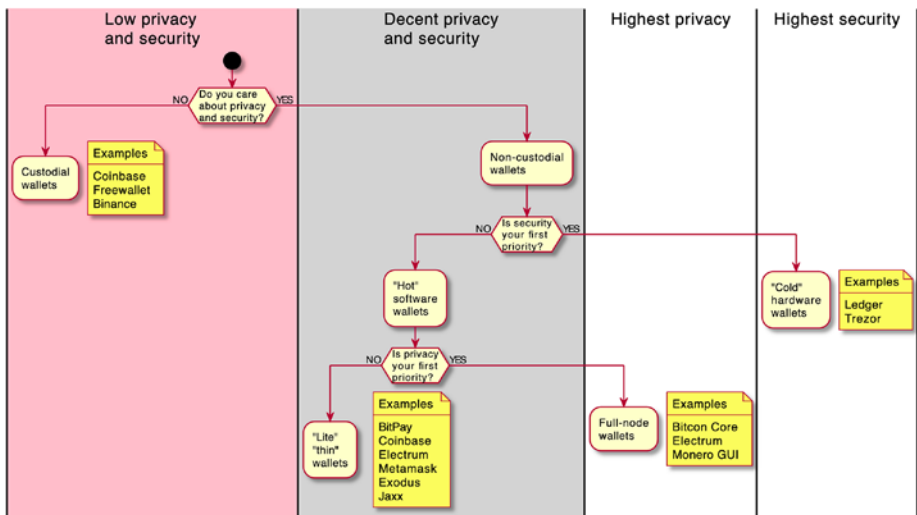 Low privacy
and security
Decent privacy
and security
Highest privacy
Highest security
Do you care
about privacy
and security?
NO
YES
Custodial
wallets
Examples
Coinbase
Freewallet
Binance
Non-custodial
wallets
Is security
your first
priority?
NO
YES
"Hot"
software
wallets
"Cold"
hardware
wallets
Examples
Ledger
Trezor
Is privacy
your first
priority?
NO
YES
"Lite"
"thin"
wallets
Examples
BitPay
Coinbase
Electrum
Metamask
Exodus
Jaxx
Full-node
wallets
Examples
Bitcon Core
Electrum
Monero GUI